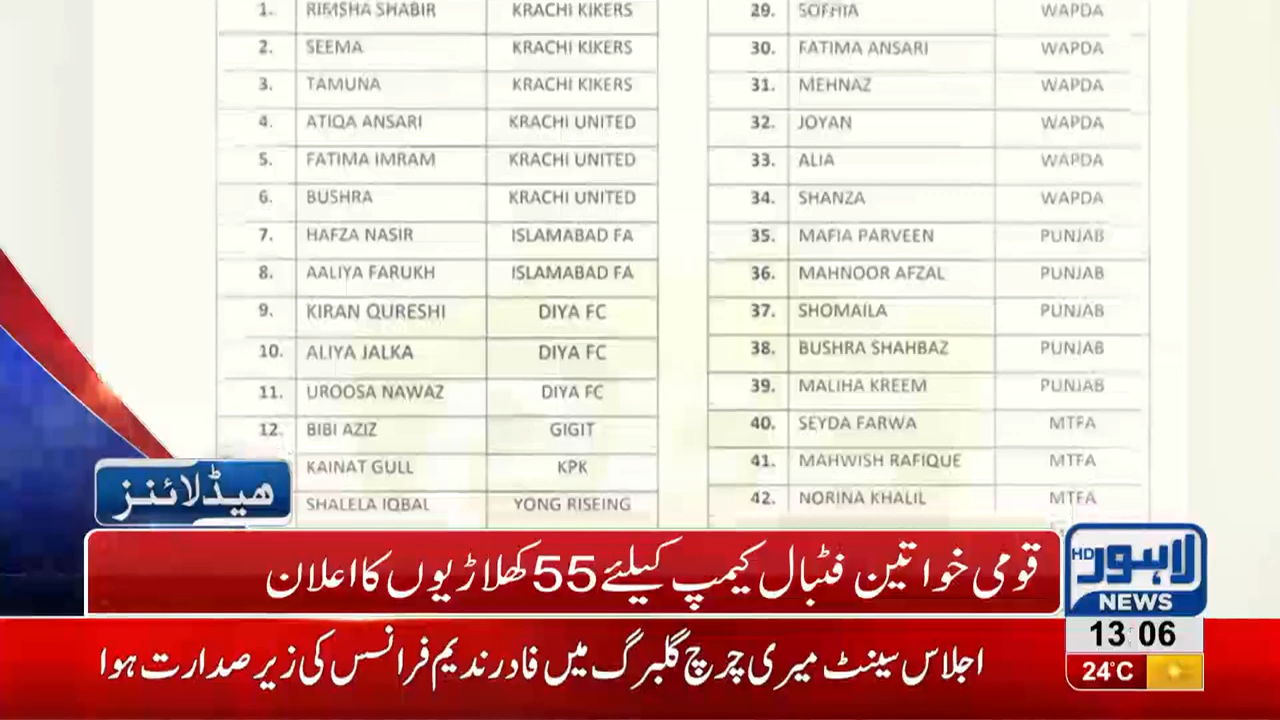 1. RIMSHA SHABIR KRACHI KIKERS
2. SEEMA KRACHI KIKERS
3. TAMUNA KRACHI KIKERS
4. ATIQA ANSARI KRACHI UNITED
5. FATIMA IMRAM KRACHI UNITED
6. BUSHRA KRACHI UNITED
7. HAFZA NASIR ISLAMABAD FA
8. AALIYA FARUKH ISLAMABAD FA
9. KIRAN QURESHI DIYA FC
10. ALIYA JALKA DIYA FC
11. UROOSA NAWAZ DIYA FC
12. BIBI AZIZ GIGIT
KAINAT GULL KPK
SHALELA IQBAL YONG RISEING
29. SOFHIA WAPDA
30. FATIMA ANSARI WAPDA
31. MEHNAZ WAPDA
32. JOYAN WAPDA
33. ALIA WAPDA
34. SHANZA WAPDA
35. MAFIA PARVEEN PUNJAB
36. MAHNOOR AFZAL PUNJAB
37. SHOMAILA PUNJAB
38. BUSHRA SHAHBAZ PUNJAB
39. MALIHA KREEM PUNJAB
40. SEYDA FARWA MTFA
41. MAHWISH RAFIQUE MTFA
42. NORINA KHALIL MTFA
ھیڈلائنز
قومی خواتین فٹبال کیمپ کیلئے 55 کھلاڑیوں کا اعلان
اجلاس سینٹ میری چرچ گلبرگ میں فادر ندیم فرانسس کی زیر صدارت ہوا
HD لاہور
NEWS
13:06
24°C